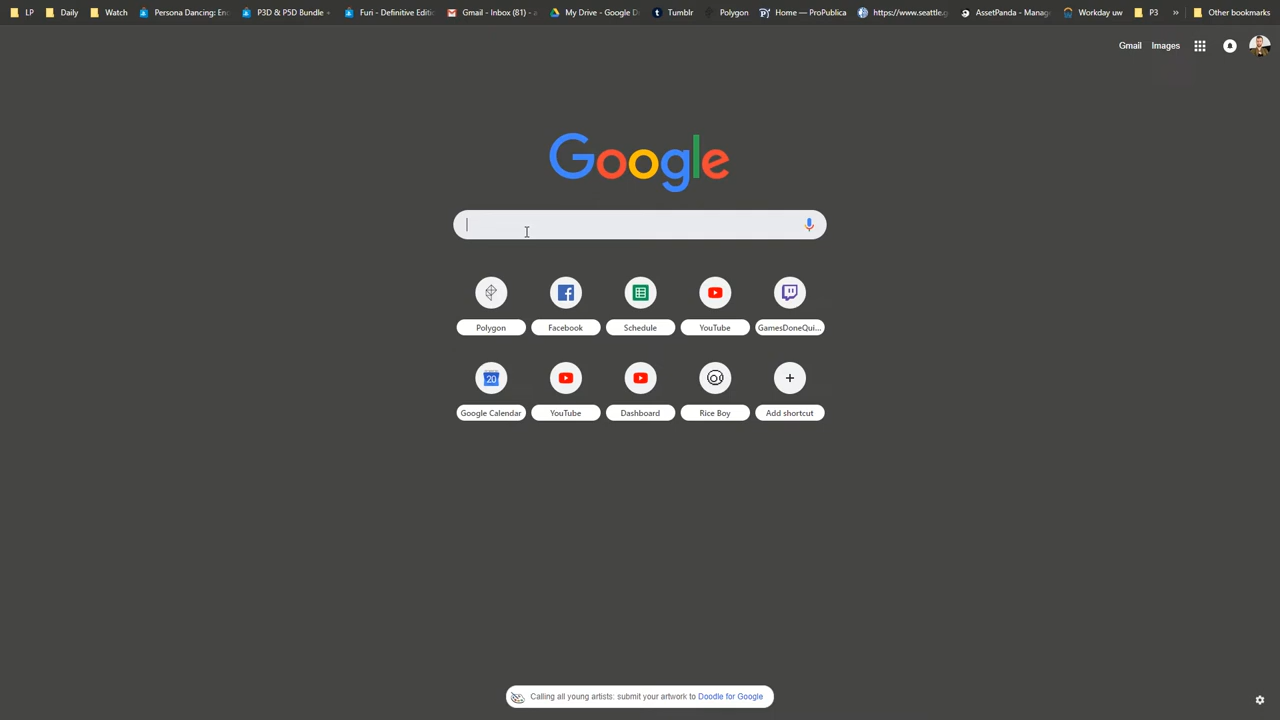 LP Daily Watch Persona Dancing: En P3D & P5D Bundle Furi - Definitive Editi Gmail - Inbox (81) - My Drive - Google D Tumblr Polygon Home — ProPublica https://www.seattle.g AssetPanda - Manag Workday uw P3 » Other bookmarks
Gmail Images
Google
Polygon Facebook Schedule YouTube GamesDoneQui...
20
Google Calendar YouTube Dashboard Rice Boy Add shortcut
Calling all young artists: submit your artwork to Doodle for Google